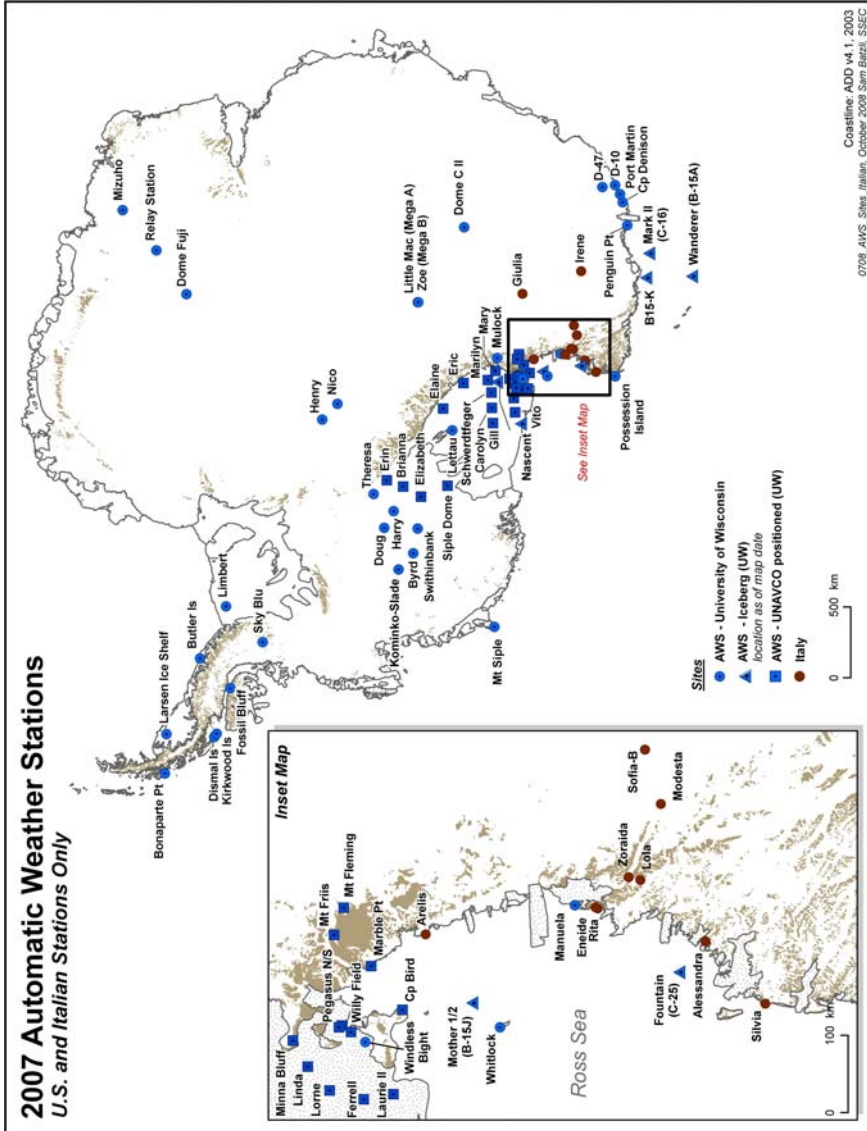 2007 Automatic Weather Stations
U.S. and Italian Stations Only
Bonaparte Pt
Larsen Ice Shelf
Butler Is
Dismal Is
Kirkwood Is
Fossil Bluff
Limbert
Sky Blu
Mizuho
Relay Station
Dome Fuji
Henry
Nico
Little Mac (Mega A)
Zoe (Mega B)
Dome C II
Theresa
Doug
Erin
Harry
Brianna
Kominko-Slade
Byrd
Elizabeth
Swithinbank
Siple Dome
Mt Siple
Elaine
Lettau
Eric
Schwerdtfeger
Marilyn
Carolyn
Mary
Gill
Mulock
Nascent
Vito
Giulia
Irene
See Inset Map
Possession
Island
D-47
D-10
Port Martin
Cp Denison
Penguin Pt
Mark II
(C-16)
B15-K
Wanderer (B-15A)
Sites
AWS - University of Wisconsin
AWS - Iceberg (UW)
location as of map date
AWS - UNAVCO positioned (UW)
Italy
0
500 km
Inset Map
Minna Bluff
Linda
Lorne
Ferrell
Laurie II
Pegasus N/S
Willy Field
Windless
Bight
Mt Friis
Mt Fleming
Marble Pt
Cp Bird
Arelis
Mother 1/2
(B-15J)
Whitlock
Ross Sea
Manuela
Eneide
Rita
Zoraida
Lola
Sofia-B
Modesta
Fountain
(C-25)
Alessandra
Silvia
0
100 km
Coastline: ADD v4.1, 2003
0708_AWS_Sites_Italian, October 2008 Sam Batzli, SSEC